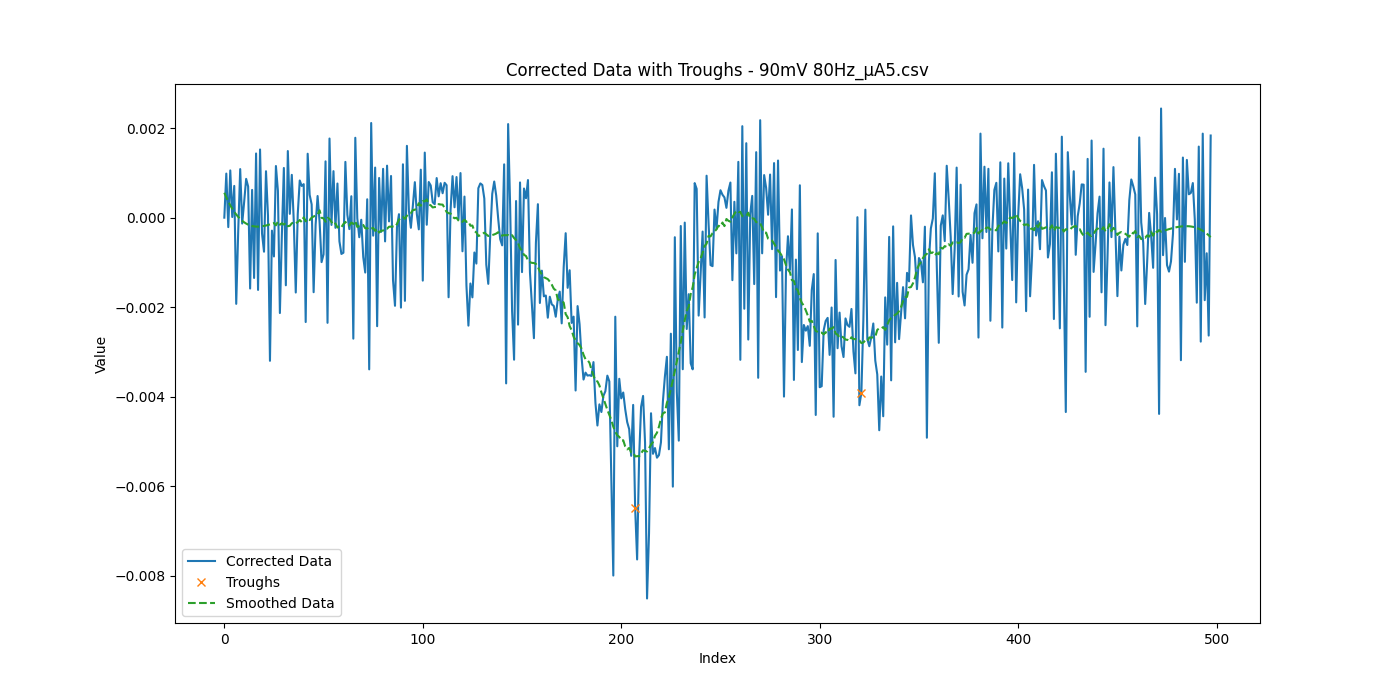 Corrected Data with Troughs - 90mV 80Hz_µA5.csv
Value
0.002
0.000
−0.002
−0.004
−0.006
−0.008
Corrected Data
Troughs
Smoothed Data
0 100 200 300 400 500
Index